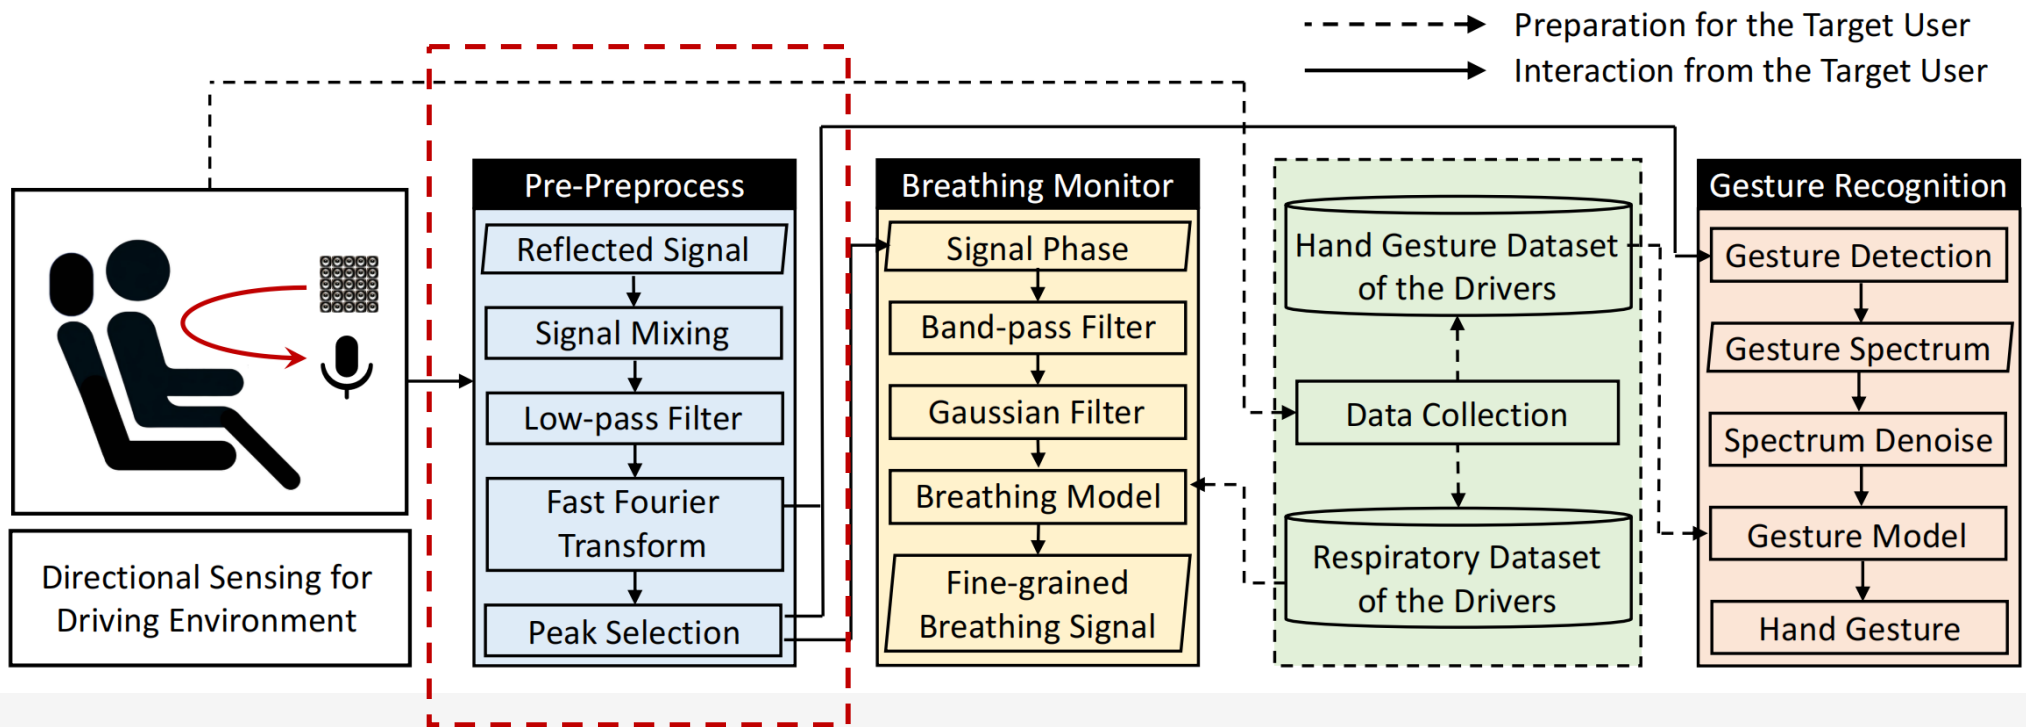 Preparation for the Target User
Interaction from the Target User
Directional Sensing for
Driving Environment
Pre-Preprocess
Reflected Signal
Signal Mixing
Low-pass Filter
Fast Fourier
Transform
Peak Selection
Breathing Monitor
Signal Phase
Band-pass Filter
Gaussian Filter
Breathing Model
Fine-grained
Breathing Signal
Hand Gesture Dataset
of the Drivers
Data Collection
Respiratory Dataset
of the Drivers
Gesture Recognition
Gesture Detection
Gesture Spectrum
Spectrum Denoise
Gesture Model
Hand Gesture